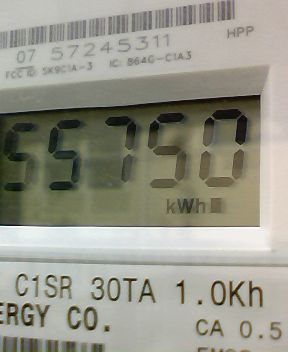 07 57245311
HPP
FCC ID: SK9C1A-3 IC: 864G-C1A3
55750
kWh
C1SR 30TA 1.0Kh
ERGY CO.
CA 0.5